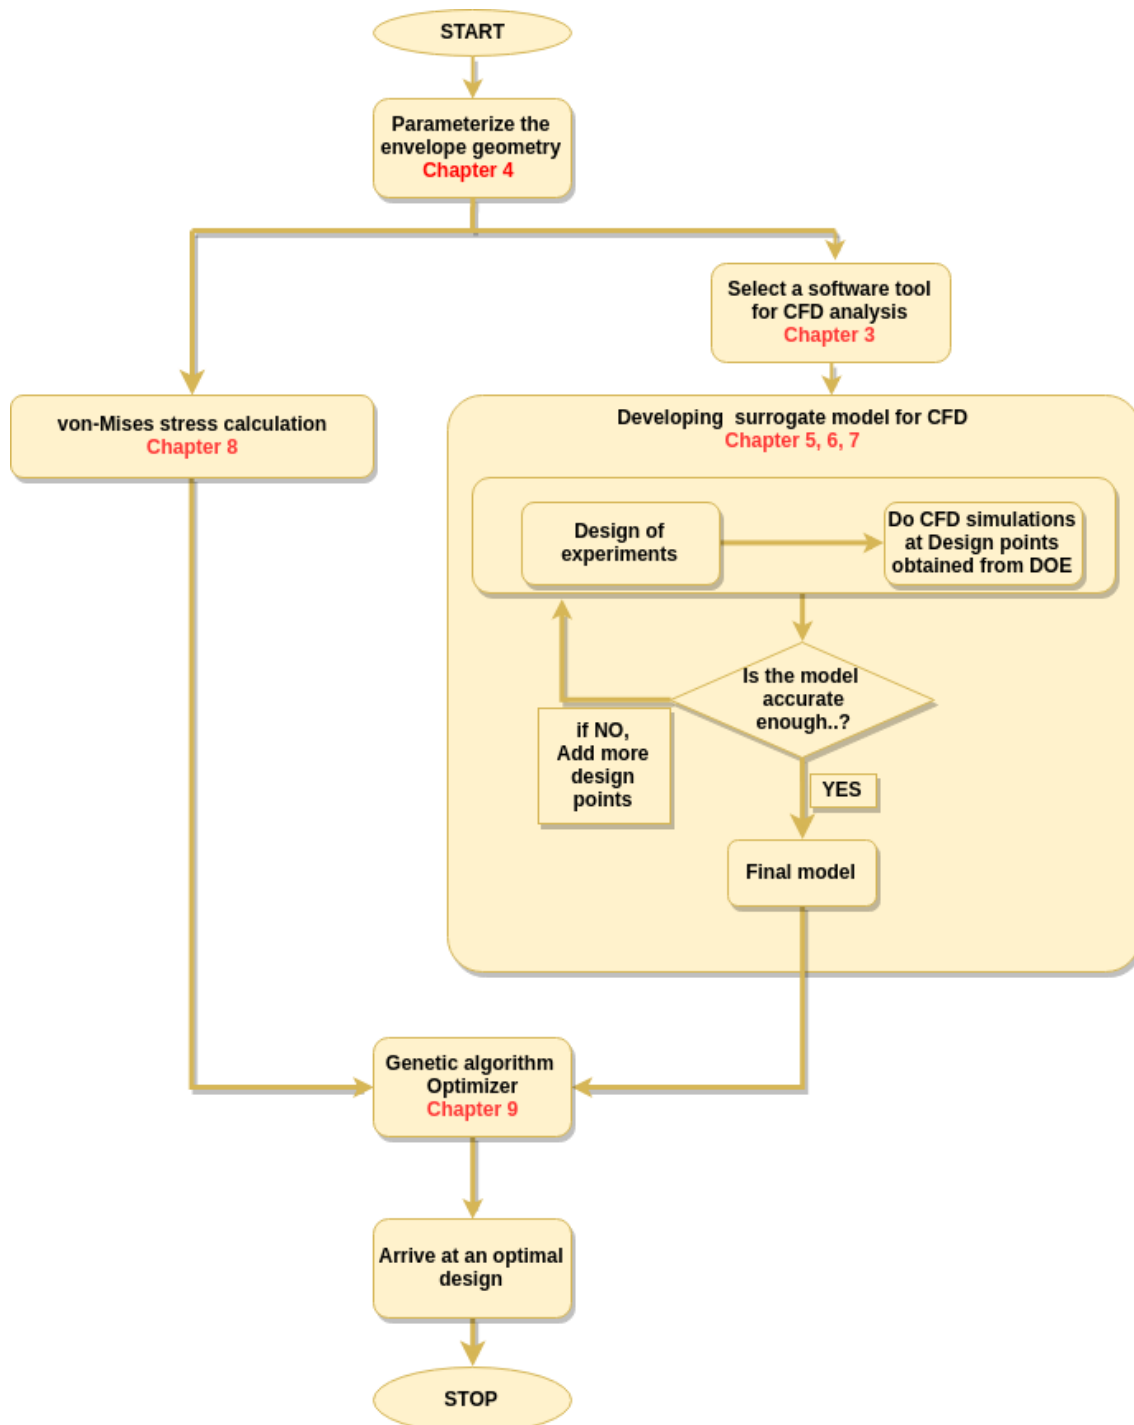 START
Parameterize the
envelope geometry
Chapter 4
Select a software tool
for CFD analysis
Chapter 3
von-Mises stress calculation
Chapter 8
Developing surrogate model for CFD
Chapter 5, 6, 7
Design of
experiments
Do CFD simulations
at Design points
obtained from DOE
Is the model
accurate
enough..?
if NO,
Add more
design
points
YES
Final model
Genetic algorithm
Optimizer
Chapter 9
Arrive at an optimal
design
STOP